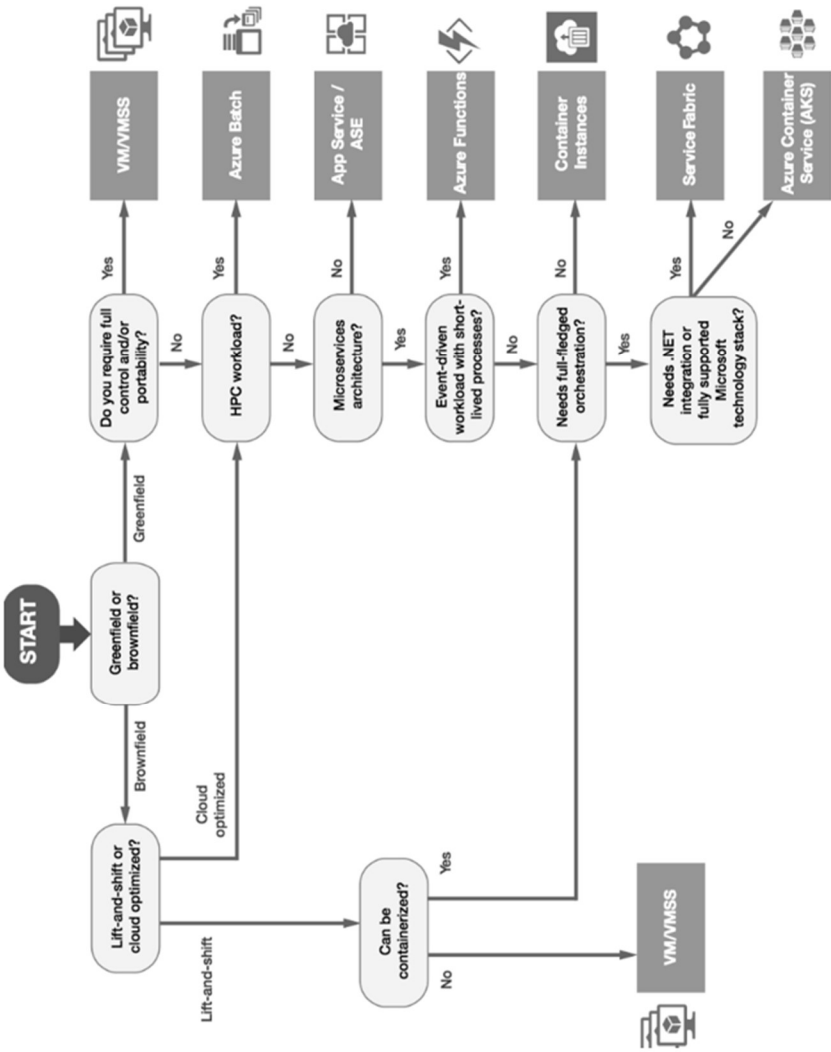 START
Greenfield or
brownfield?
Brownfield
Greenfield
Lift-and-shift or
cloud optimized?
Cloud
optimized
Lift-and-shift
Can be
containerized?
No
Yes
VM/VMSS
Do you require full
control and/or
portability?
Yes
VM/VMSS
No
HPC workload?
Yes
Azure Batch
No
Microservices
architecture?
No
App Service /
ASE
Yes
Event-driven
workload with short-
lived processes?
Yes
Azure Functions
No
Needs full-fledged
orchestration?
No
Container
Instances
Yes
Needs .NET
integration or
fully supported
Microsoft
technology stack?
Yes
Service Fabric
No
Azure Container
Service (AKS)